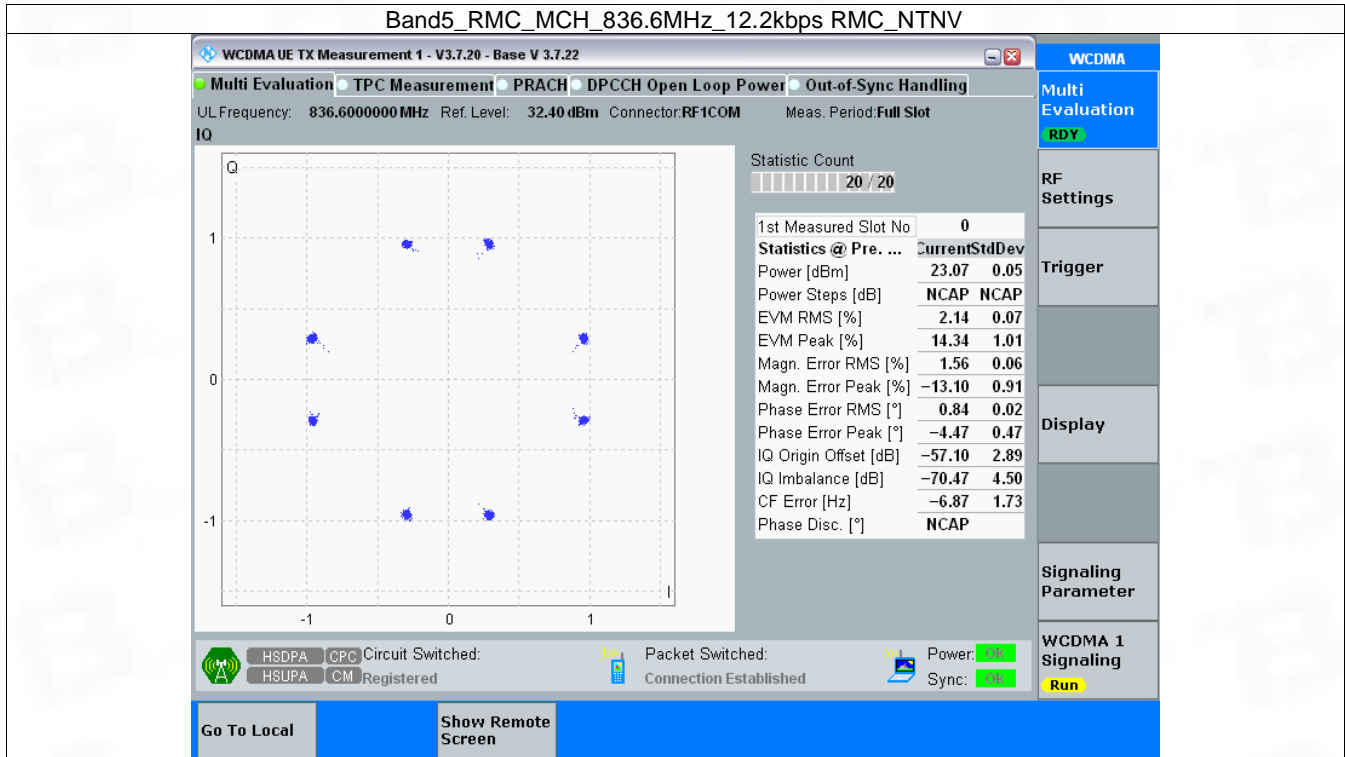 Band5_RMC_MCH_836.6MHz_12.2kbps RMC_NTNV
WCDMA UE TX Measurement 1 - V3.7.20 - Base V 3.7.22
WCDMA
Multi Evaluation TPC Measurement PRACH DPCCH Open Loop Power Out-of-Sync Handling
Multi
Evaluation
RDY
UL Frequency: 836.6000000 MHz Ref. Level: 32.40 dBm Connector:RF1COM Meas. Period:Full Slot
IQ
Q
1
0
-1
I
-1 0 1
Statistic Count
20 / 20
1st Measured Slot No 0
Statistics @ Pre. ... Current StdDev
Power [dBm] 23.07 0.05
Power Steps [dB] NCAP NCAP
EVM RMS [%] 2.14 0.07
EVM Peak [%] 14.34 1.01
Magn. Error RMS [%] 1.56 0.06
Magn. Error Peak [%] −13.10 0.91
Phase Error RMS [°] 0.84 0.02
Phase Error Peak [°] −4.47 0.47
IQ Origin Offset [dB] −57.10 2.89
IQ Imbalance [dB] −70.47 4.50
CF Error [Hz] −6.87 1.73
Phase Disc. [°] NCAP
RF
Settings
Trigger
Display
Signaling
Parameter
WCDMA 1
Signaling
Run
HSDPA CPC Circuit Switched: Packet Switched: Power: Ok
HSUPA CM Registered Connection Established Sync: Ok
Go To Local
Show Remote
Screen